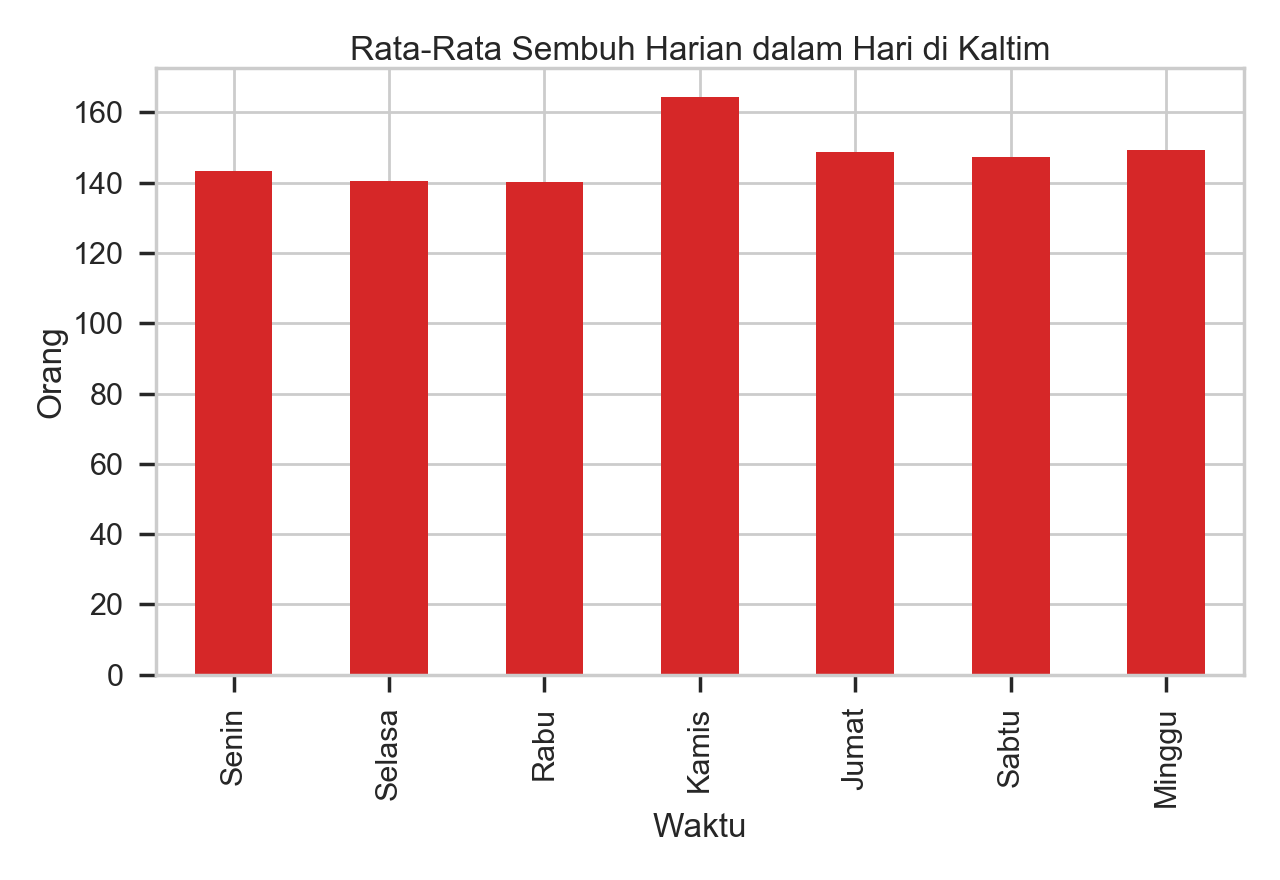 Rata-Rata Sembuh Harian dalam Hari di Kaltim
160
140
120
100
80
60
40
20
0
Orang
Senin
Selasa
Rabu
Kamis
Jumat
Sabtu
Minggu
Waktu